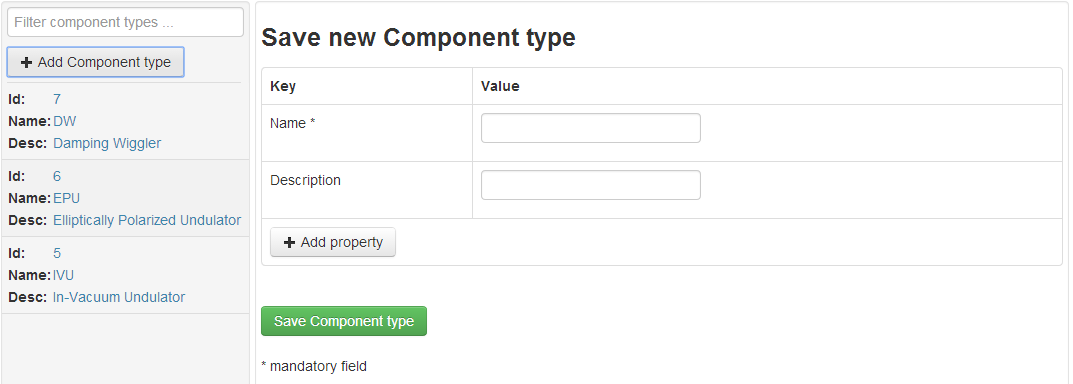 Filter component types ...
+ Add Component type
Id: 7
Name: DW
Desc: Damping Wiggler
Id: 6
Name: EPU
Desc: Elliptically Polarized Undulator
Id: 5
Name: IVU
Desc: In-Vacuum Undulator
Save new Component type
Key Value
Name *
Description
+ Add property
Save Component type
* mandatory field